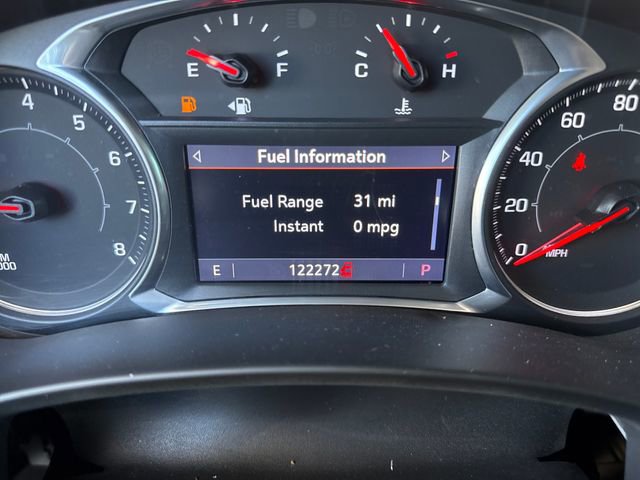 E F
C H
4
5
6
7
8
Fuel Information
Fuel Range 31 mi
Instant 0 mpg
E 122272 P
0
20
40
60
80
MPH